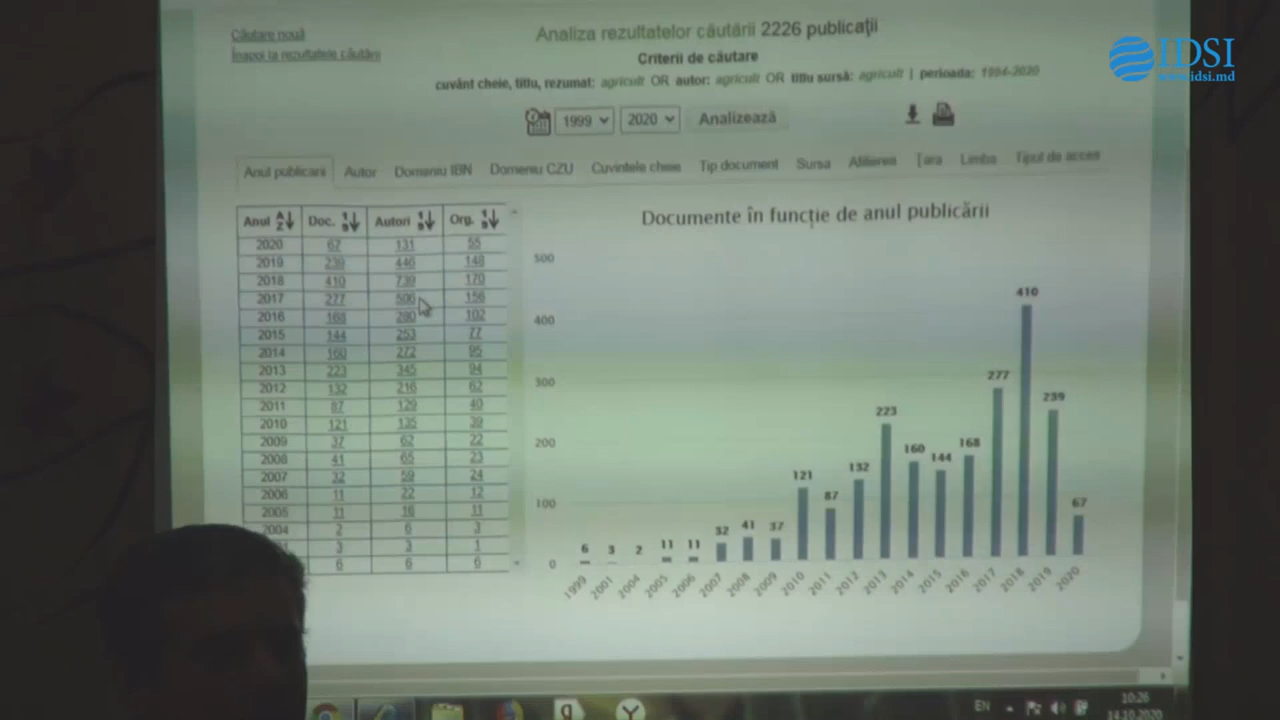 Căutare nouă
Înapoi la rezultatele căutării
Analiza rezultatelor căutării 2226 publicații
Criterii de căutare
cuvânt cheie, titlu, rezumat: agricult OR autor: agricult OR titlu sursă: agricult | perioada: 1994-2020
IDSI
www.idsi.md
1999 2020 Analizează
Anul publicarii Autor Domeniu IBN Domeniu CZU Cuvintele cheie Tip document Sursa Afilierea Țara Limba Tipul de acces
Anul Doc. Autori Org.
2020 67 131 55
2019 239 446 148
2018 410 739 170
2017 277 506 156
2016 168 280 102
2015 144 253 77
2014 160 272 95
2013 223 345 94
2012 132 216 62
2011 87 129 40
2010 121 135 39
2009 37 62 22
2008 41 65 23
2007 32 59 24
2006 11 22 12
2005 11 16 11
2004 2 6 3
3 3 1
6 6 6
Documente în funcție de anul publicării
500
400
300
200
100
0
6 3 2 11 11 32 41 37 121 87 132 223 160 144 168 277 410 239 67
1999 2001 2004 2005 2006 2007 2008 2009 2010 2011 2012 2013 2014 2015 2016 2017 2018 2019 2020
EN
10:26
14.10.2020